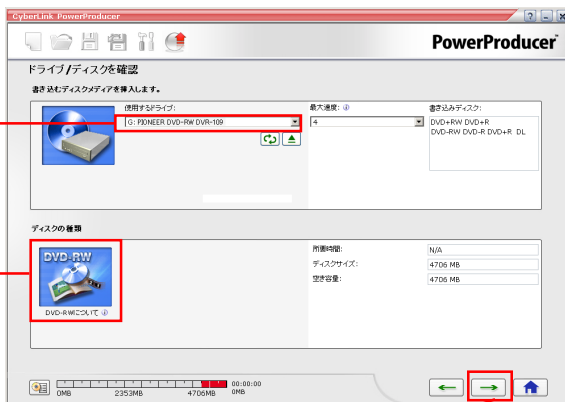 CyberLink PowerProducer
PowerProducer
ドライブ/ディスクを確認
書き込むディスクメディアを挿入します。
使用するドライブ:
最大速度:
書き込みディスク:
G: PIONEER DVD-RW DVR-109
4
DVD+RW DVD+R
DVD-RW DVD-R DVD+R DL
ディスクの種類
DVD-RW
DVD-RWについて
所要時間:
N/A
ディスクサイズ:
4706 MB
空き容量:
4706 MB
00:00:00
0MB
2353MB
4706MB
0MB